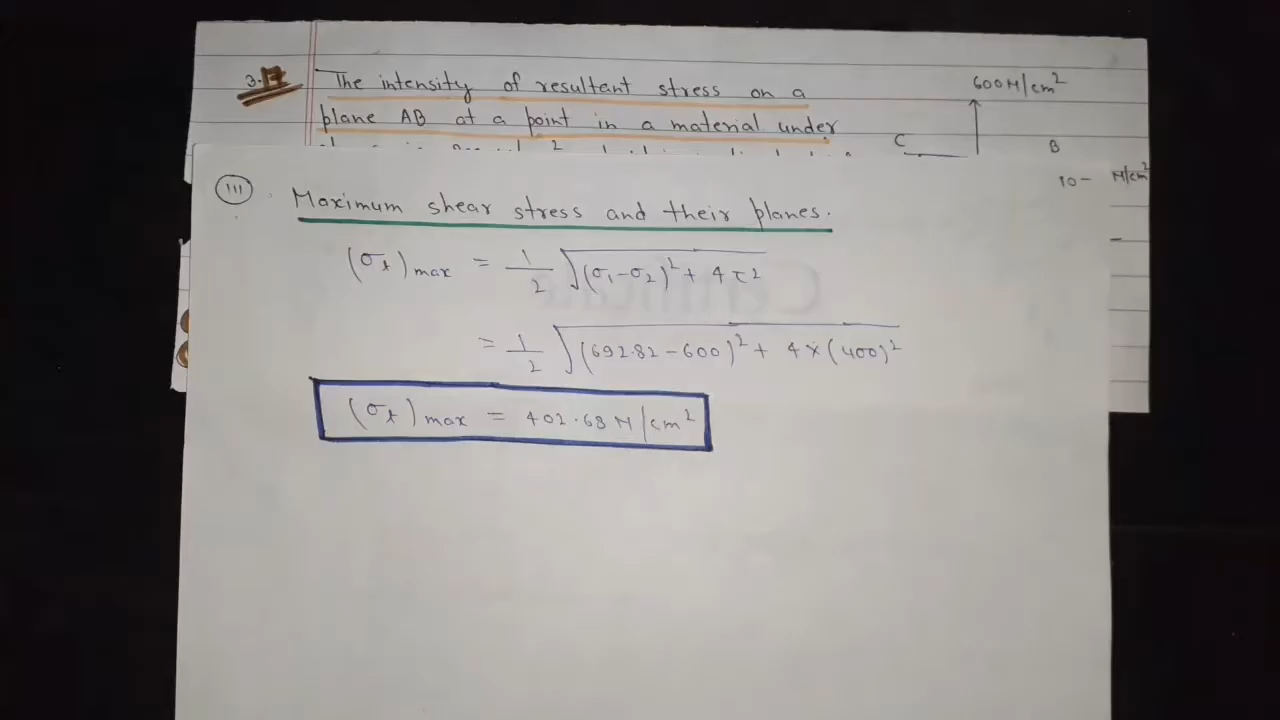 3.17 The intensity of resultant stress on a
plane AB at a point in a material under
600 N/cm²
C
B
N/cm²
(III) Maximum shear stress and their planes.
(σt)max = 1/2 √(σ1-σ2)² + 4τ²
= 1/2 √(692.82-600)² + 4×(400)²
(σt)max = 402.68 N/cm²